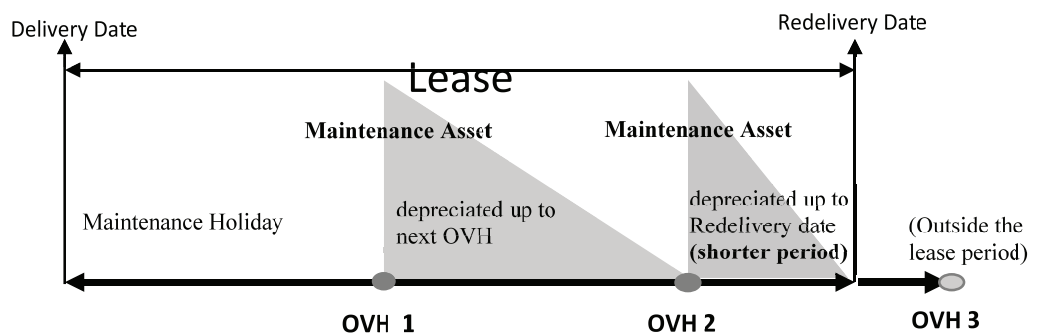 Delivery Date
Redelivery Date
Lease
Maintenance Asset
Maintenance Asset
Maintenance Holiday
depreciated up to
next OVH
depreciated up to
Redelivery date
(shorter period)
(Outside the
lease period)
OVH 1
OVH 2
OVH 3